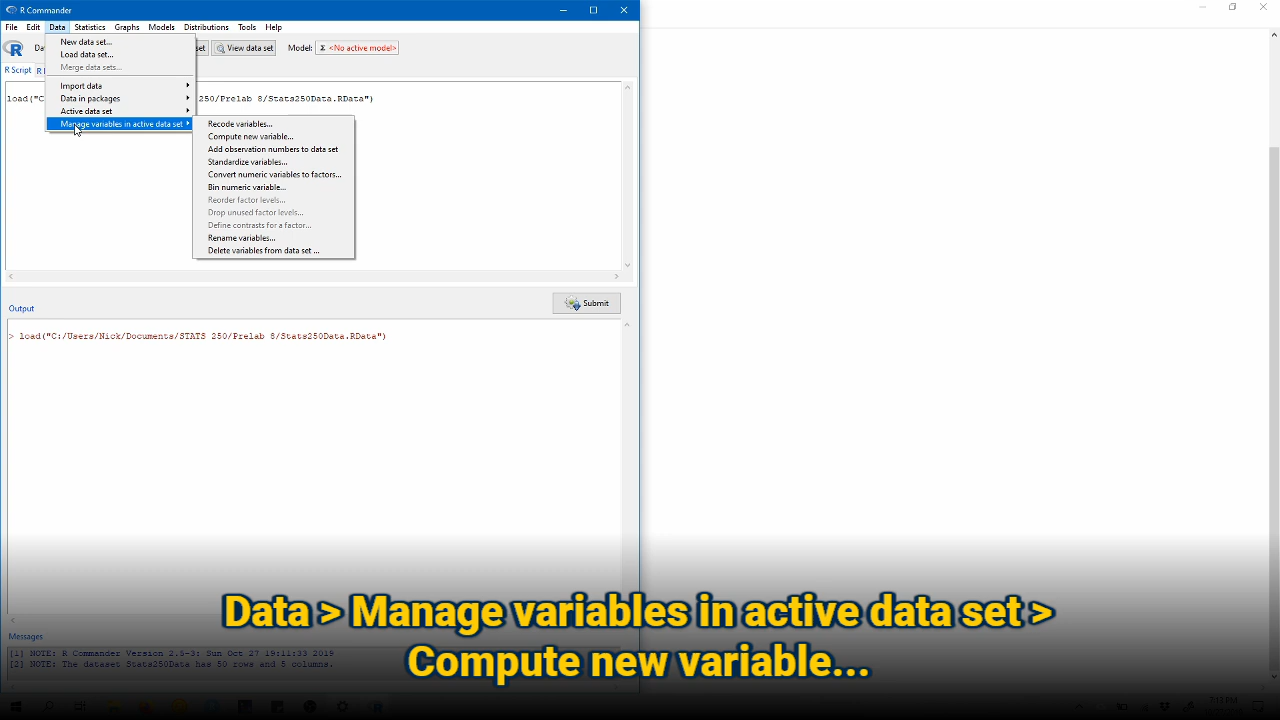 R Commander
File Edit Data Statistics Graphs Models Distributions Tools Help
New data set...
Load data set...
Merge data sets...
Import data
Data in packages
Active data set
Manage variables in active data set
set View data set Model: Σ <No active model>
R Script
load("C 250/Prelab 8/Stats250Data.RData")
Recode variables...
Compute new variable...
Add observation numbers to data set
Standardize variables...
Convert numeric variables to factors...
Bin numeric variable...
Reorder factor levels...
Drop unused factor levels...
Define contrasts for a factor...
Rename variables...
Delete variables from data set ...
Output
Submit
> load("C:/Users/Nick/Documents/STATS 250/Prelab 8/Stats250Data.RData")
Data > Manage variables in active data set >
Compute new variable...
Messages
[1] NOTE: R Commander Version 2.5-3: Sun Oct 27 19:11:33 2019
[2] NOTE: The dataset Stats250Data has 50 rows and 5 columns.